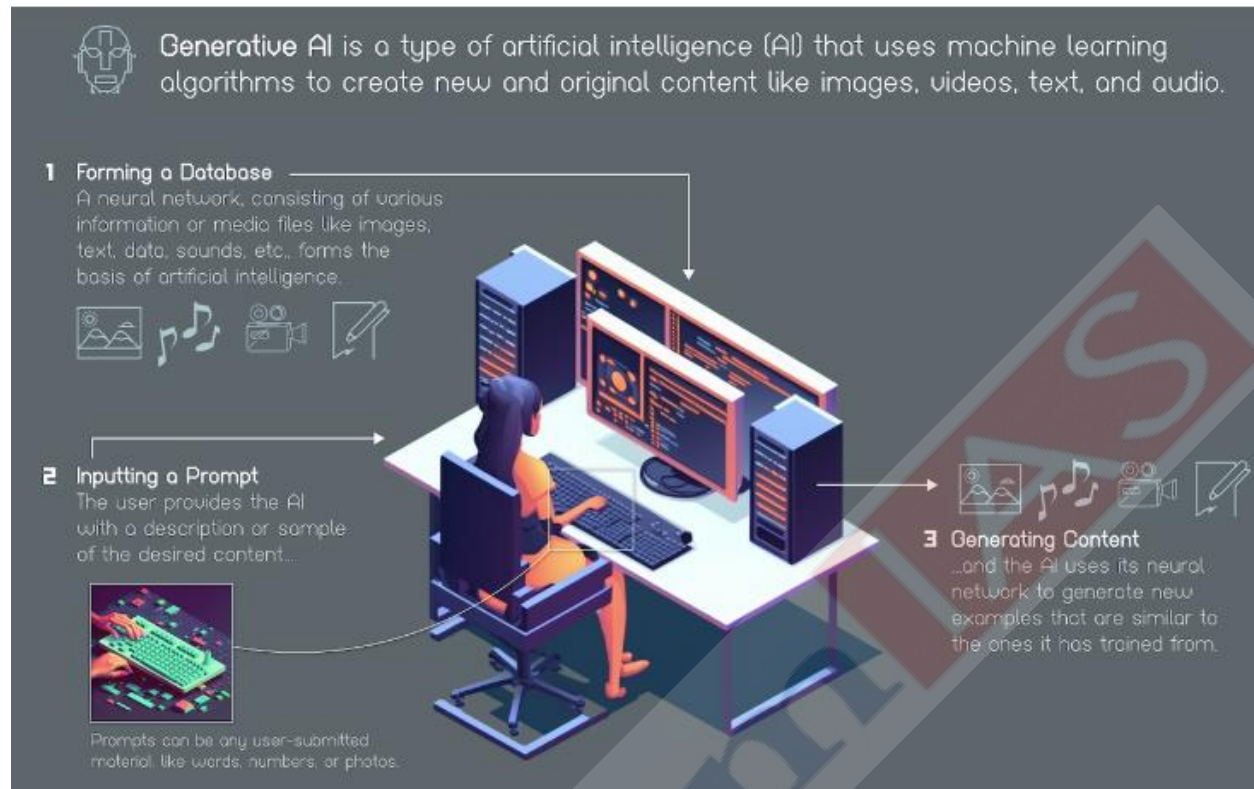 Generative AI is a type of artificial intelligence (AI) that uses machine learning
algorithms to create new and original content like images, videos, text, and audio.
1 Forming a Database
A neural network, consisting of various
information or media files like images,
text, data, sounds, etc., forms the
basis of artificial intelligence.
2 Inputting a Prompt
The user provides the AI
with a description or sample
of the desired content...
Prompts can be any user-submitted
material, like words, numbers, or photos.
3 Generating Content
...and the AI uses its neural
network to generate new
examples that are similar to
the ones it has trained from.
IAS